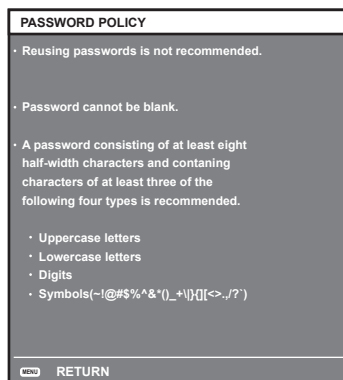 PASSWORD POLICY
· Reusing passwords is not recommended.
· Password cannot be blank.
· A password consisting of at least eight
half-width characters and contaning
characters of at least three of the
following four types is recommended.
· Uppercase letters
· Lowercase letters
· Digits
· Symbols(~!@#$%^&*()_+\|}{][<>.,/?`)
MENU RETURN